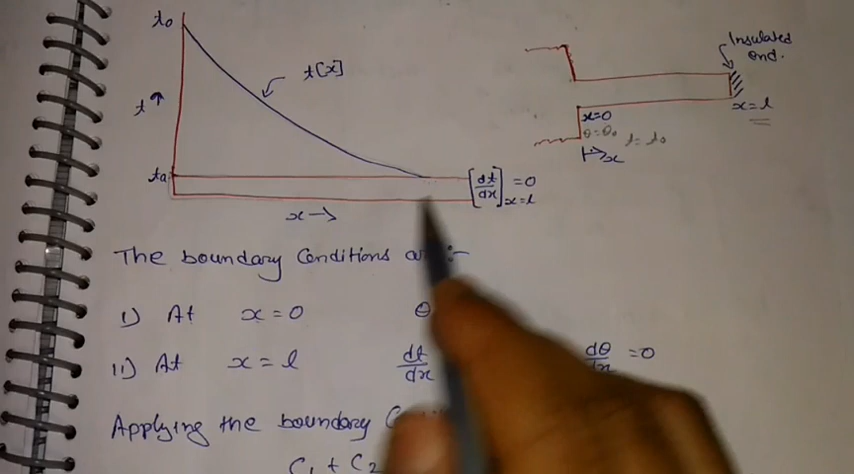 t₀
t[x]
t↑
ta
x→
[dt/dx]x=l = 0
Insulated end.
x=l
x=0
θ=θ₀ t=t₀
x
The boundary Conditions
i) At x=0 θ
ii) At x=l dt/dx dθ/dx =0
Applying the boundary
C₁ + C₂